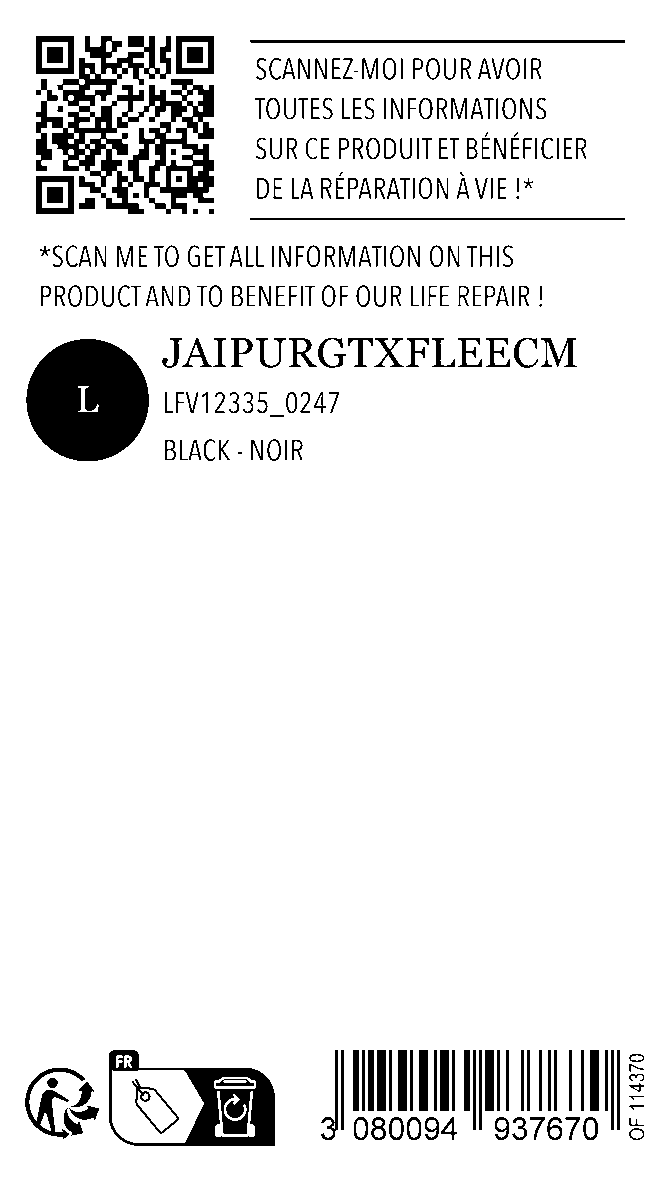 SCANNEZ-MOI POUR AVOIR
TOUTES LES INFORMATIONS
SUR CE PRODUIT ET BÉNÉFICIER
DE LA RÉPARATION À VIE !*
*SCAN ME TO GET ALL INFORMATION ON THIS
PRODUCT AND TO BENEFIT OF OUR LIFE REPAIR !
L
JAIPURGTXFLEECM
LFV12335_0247
BLACK - NOIR
FR
3 080094 937670
OF 114370